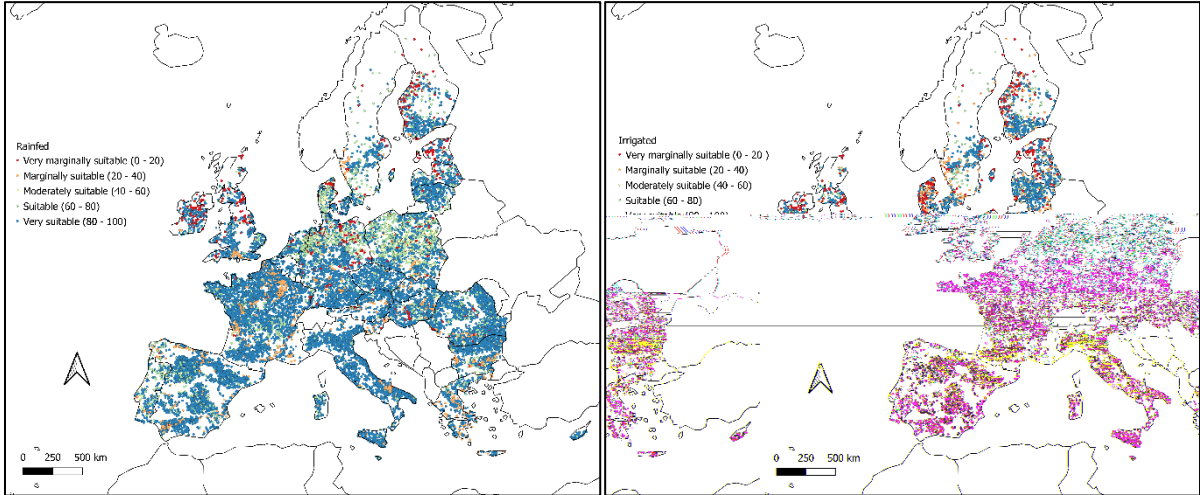 Rainfed
Very marginally suitable (0 - 20)
Marginally suitable (20 - 40)
Moderately suitable (40 - 60)
Suitable (60 - 80)
Very suitable (80 - 100)
0 250 500 km
Irrigated
Very marginally suitable (0 - 20 )
Marginally suitable (20 - 40)
Moderately suitable (40 - 60)
Suitable (60 - 80)
0 250 500 km